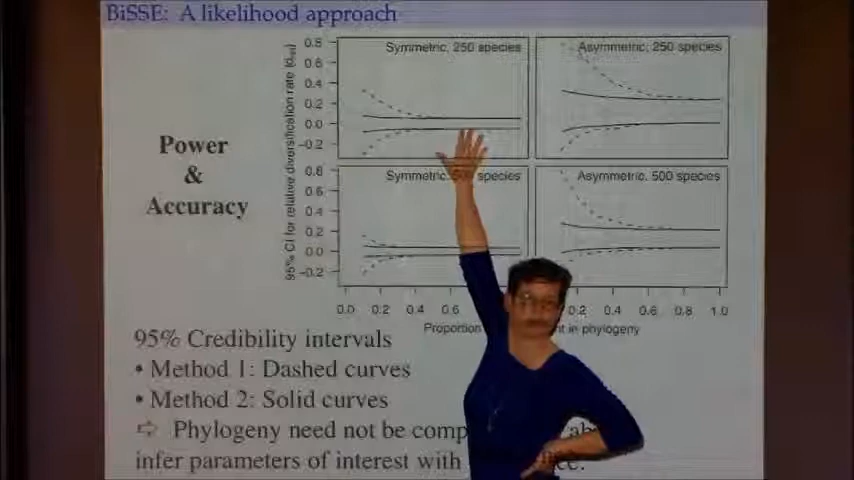 BiSSE: A likelihood approach
Power
&
Accuracy
95% CI for relative diversification rate
0.8
0.6
0.4
0.2
0.0
-0.2
Symmetric, 250 species
Asymmetric, 250 species
0.8
0.6
0.4
0.2
0.0
-0.2
Symmetric, species
Asymmetric, 500 species
0.0 0.2 0.4 0.6 0.2 0.4 0.6 0.8 1.0
Proportion in phylogeny
95% Credibility intervals
• Method 1: Dashed curves
• Method 2: Solid curves
⇨ Phylogeny need not be
infer parameters of interest with